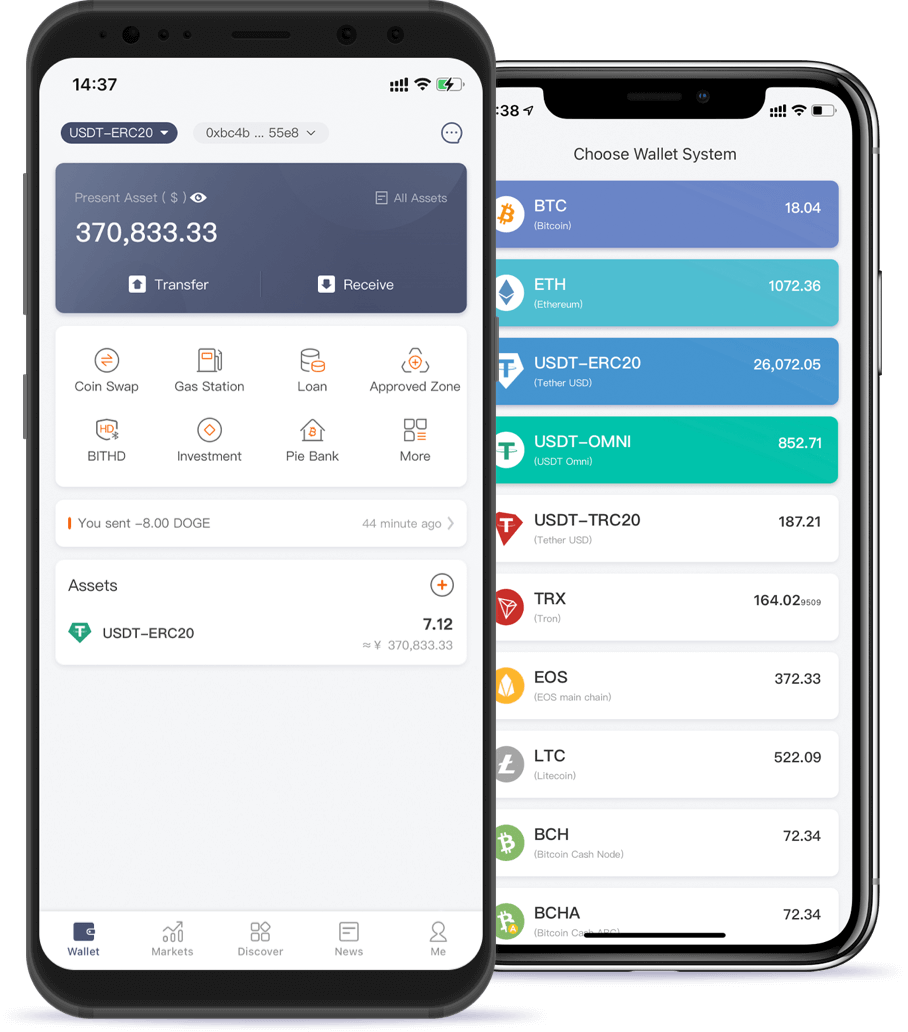 14:37
USDT-ERC20
0xbc4b ... 55e8
Present Asset ( $ )
All Assets
370,833.33
Transfer
Receive
Coin Swap
Gas Station
Loan
Approved Zone
HD
BITHD
Investment
Pie Bank
More
You sent -8.00 DOGE
44 minute ago
Assets
USDT-ERC20
7.12
≈ ¥ 370,833.33
Wallet
Markets
Discover
News
Me
:38
Choose Wallet System
BTC
18.04
(Bitcoin)
ETH
1072.36
(Ethereum)
USDT-ERC20
26,072.05
(Tether USD)
USDT-OMNI
852.71
(USDT Omni)
USDT-TRC20
187.21
(Tether USD)
TRX
164.029509
(Tron)
EOS
372.33
(EOS main chain)
LTC
522.09
(Litecoin)
BCH
72.34
(Bitcoin Cash Node)
BCHA
72.34
(Bitcoin Cash ABC)